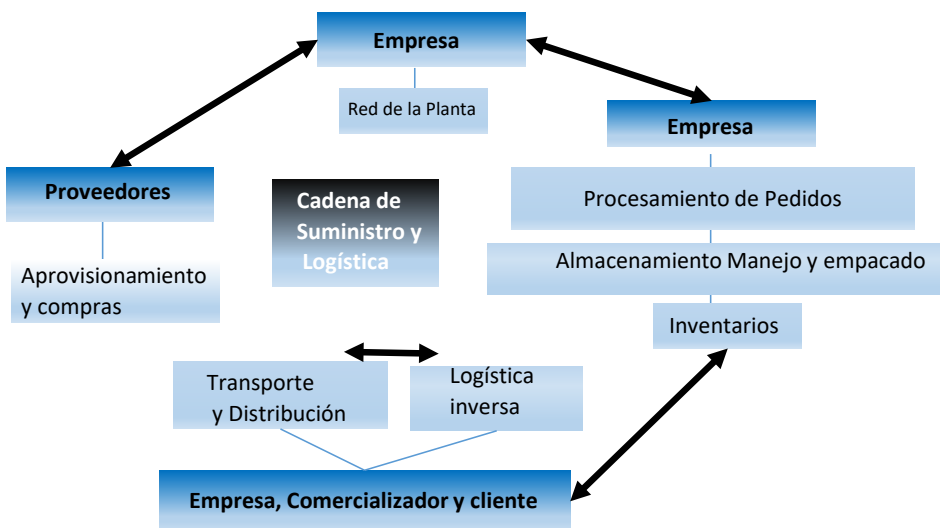 Empresa
Red de la Planta
Empresa
Proveedores
Cadena de
Suministro y
Logística
Procesamiento de Pedidos
Almacenamiento Manejo y empacado
Aprovisionamiento
y compras
Inventarios
Transporte
y Distribución
Logística
inversa
Empresa, Comercializador y cliente